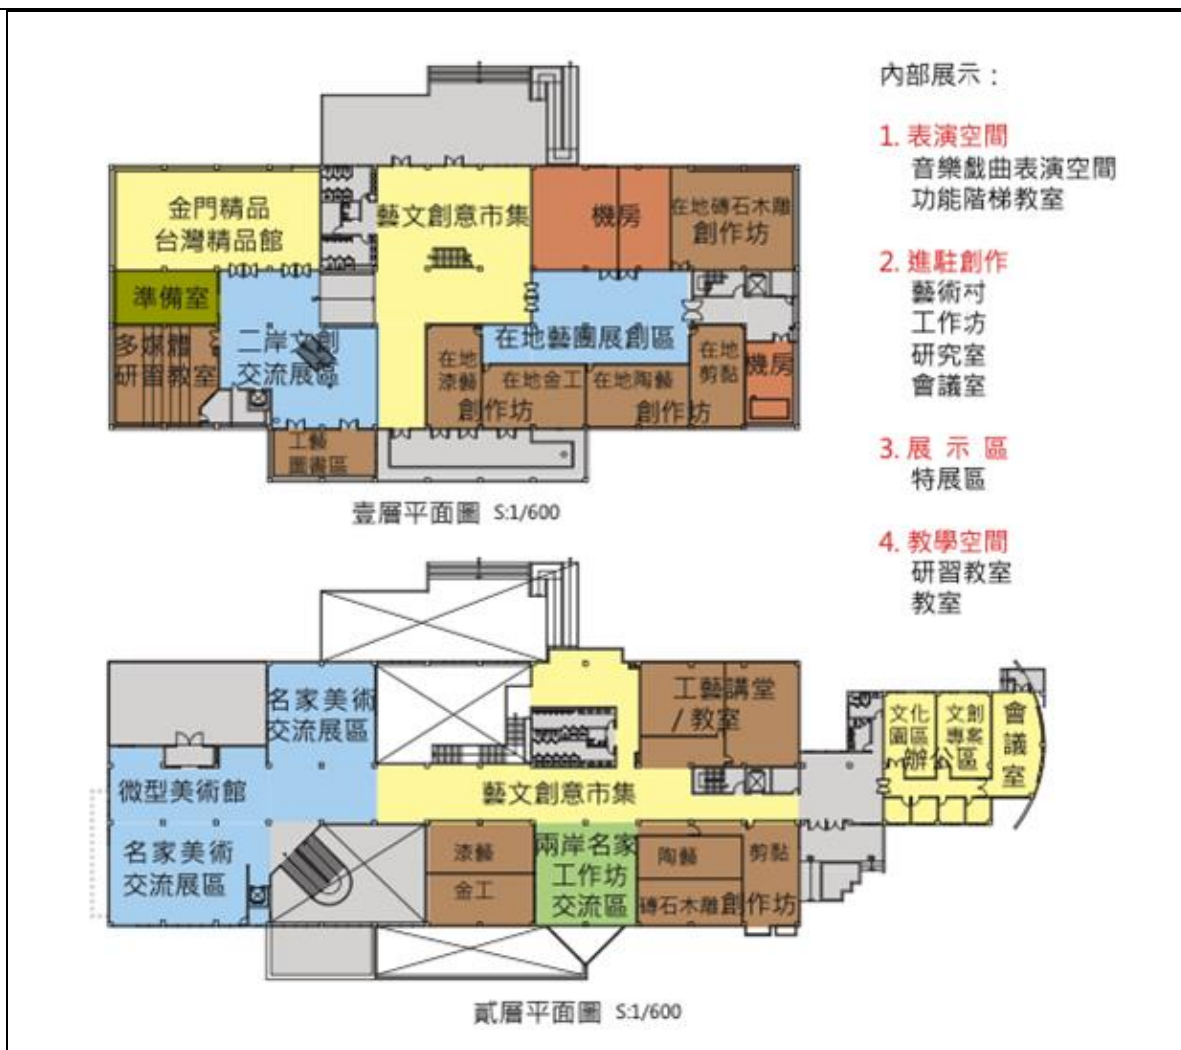 內部展示：
1. 表演空間
音樂戲曲表演空間
功能階梯教室
2. 進駐創作
藝術村
工作坊
研究室
會議室
3. 展 示 區
特展區
4. 教學空間
研習教室
教室
金門精品
台灣精品館
藝文創意市集
機房
在地磚石木雕
創作坊
準備室
多媒體
研習教室
二岸文創
交流展區
在地藝團展創區
在地
漆藝
在地金工
創作坊
在地陶藝
創作坊
在地
剪黏
機房
工藝
圖書區
壹層平面圖 S:1/600
名家美術
交流展區
工藝講堂
/ 教室
文化
園區
文創
專案
辦公區
會議室
微型美術館
藝文創意市集
名家美術
交流展區
漆藝
金工
兩岸名家
工作坊
交流區
陶藝
磚石木雕
剪黏
創作坊
貳層平面圖 S:1/600